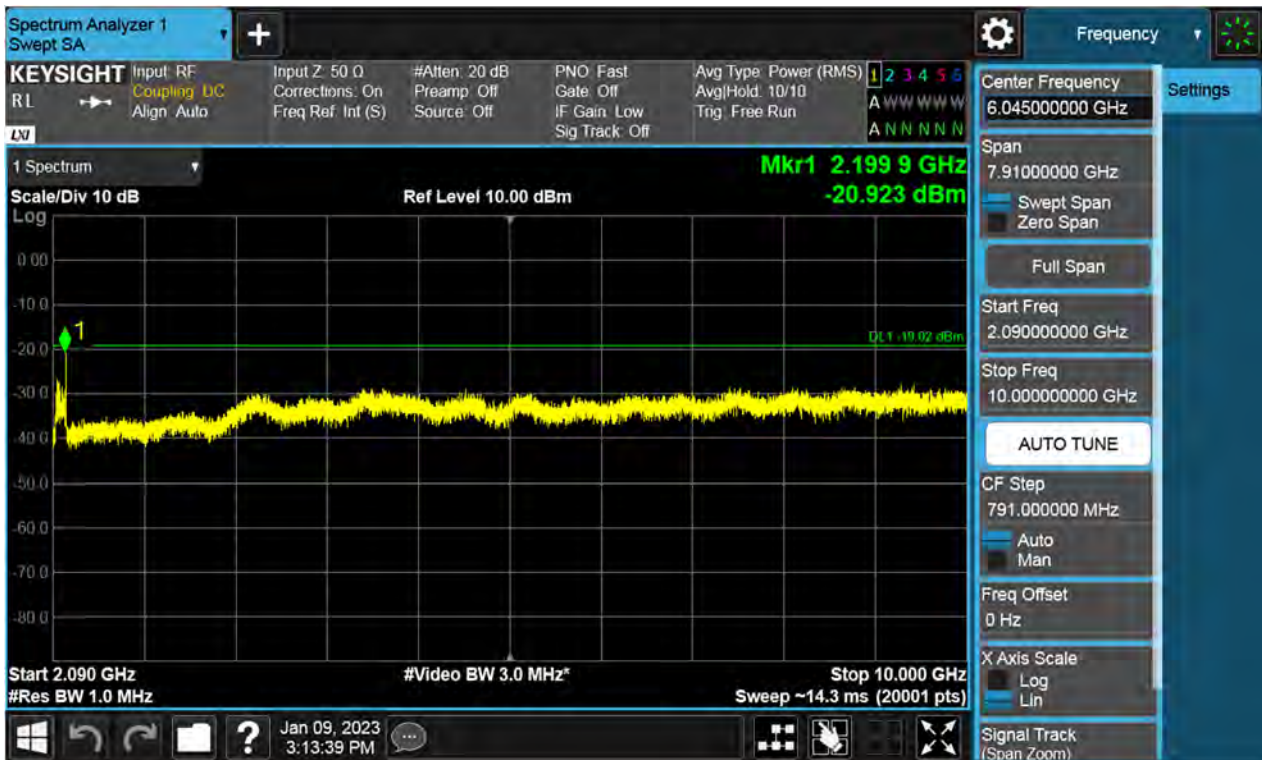 Spectrum Analyzer 1
Swept SA
+
Frequency
KEYSIGHT
RL
LXI
Input: RF
Coupling: DC
Align: Auto
Input Z: 50 Ω
Corrections: On
Freq Ref: Int (S)
#Atten: 20 dB
Preamp: Off
Source: Off
PNO: Fast
Gate: Off
IF Gain: Low
Sig Track: Off
Avg Type: Power (RMS)
Avg|Hold: 10/10
Trig: Free Run
1 2 3 4 5 6
A W W W W W
A N N N N N
Center Frequency
6.045000000 GHz
Settings
1 Spectrum
Scale/Div 10 dB
Ref Level 10.00 dBm
Mkr1 2.199 9 GHz
-20.923 dBm
Log
0.00
-10.0
-20.0
-30.0
-40.0
-50.0
-60.0
-70.0
-80.0
1
DL1 -19.02 dBm
Start 2.090 GHz
#Video BW 3.0 MHz*
Stop 10.000 GHz
#Res BW 1.0 MHz
Sweep ~14.3 ms (20001 pts)
Span
7.91000000 GHz
Swept Span
Zero Span
Full Span
Start Freq
2.090000000 GHz
Stop Freq
10.000000000 GHz
AUTO TUNE
CF Step
791.000000 MHz
Auto
Man
Freq Offset
0 Hz
X Axis Scale
Log
Lin
Signal Track
(Span Zoom)
?
Jan 09, 2023
3:13:39 PM